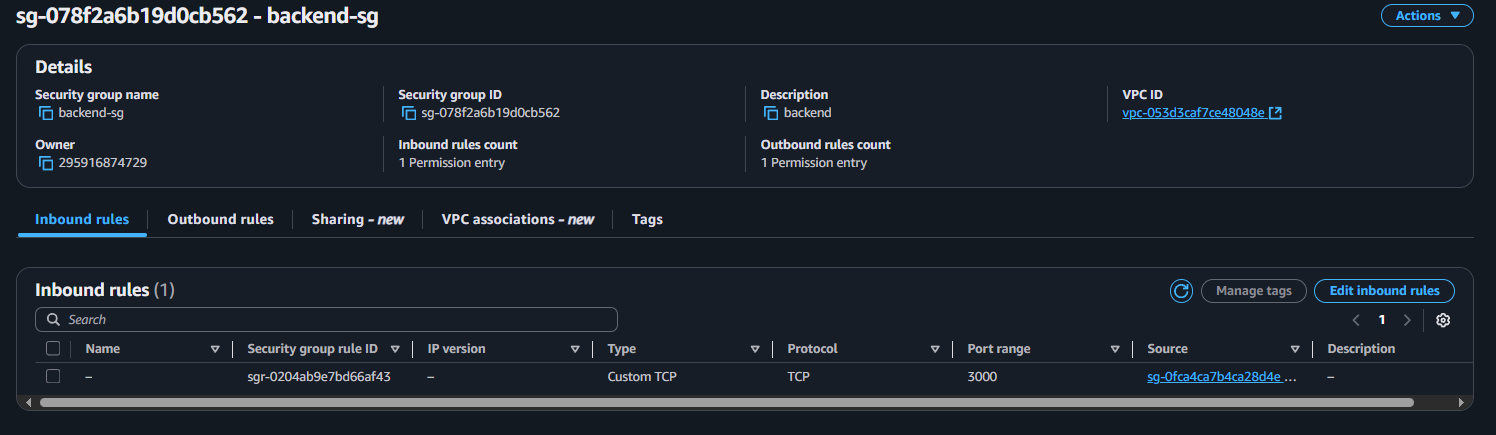 sg-078f2a6b19d0cb562 - backend-sg
Actions
Details
Security group name
backend-sg
Security group ID
sg-078f2a6b19d0cb562
Description
backend
VPC ID
vpc-053d3caf7ce48048e
Owner
295916874729
Inbound rules count
1 Permission entry
Outbound rules count
1 Permission entry
Inbound rules
Outbound rules
Sharing - new
VPC associations - new
Tags
Inbound rules (1)
Manage tags
Edit inbound rules
Search
1
Name Security group rule ID IP version Type Protocol Port range Source Description
– sgr-0204ab9e7bd66af43 – Custom TCP TCP 3000 sg-0fca4ca7b4ca28d4e ... –